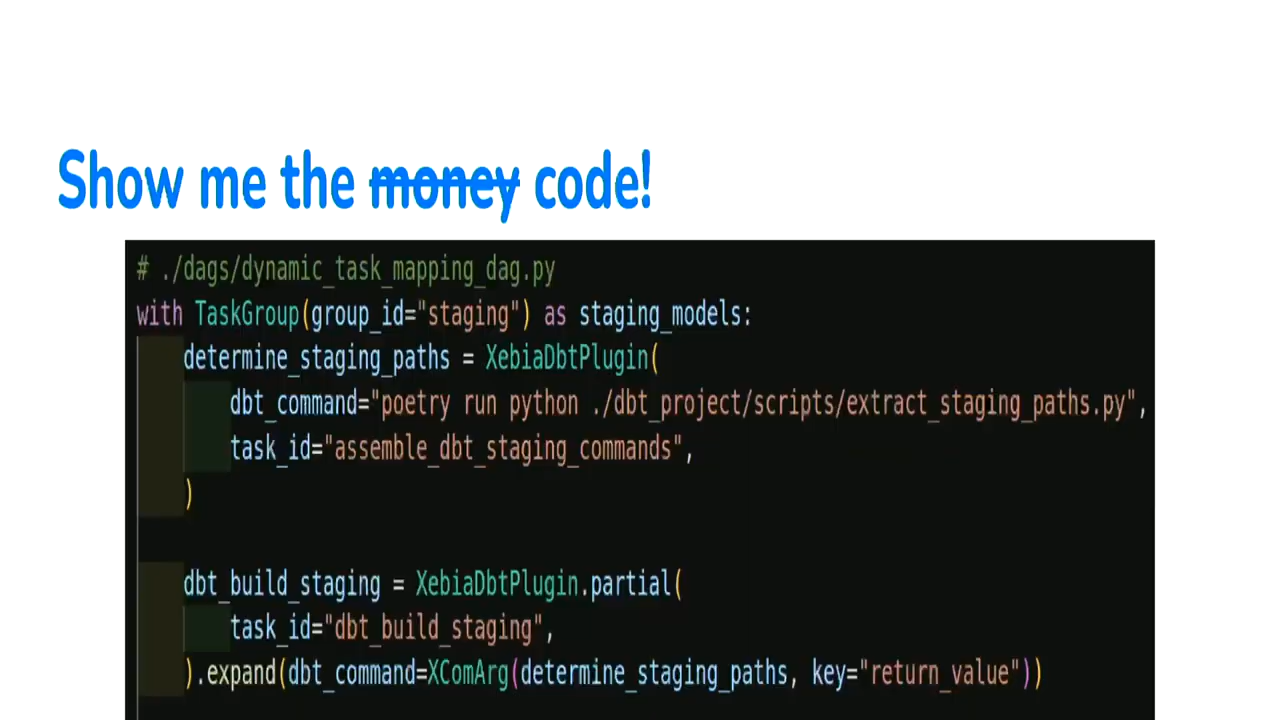 Show me the money code!
# ./dags/dynamic_task_mapping_dag.py
with TaskGroup(group_id="staging") as staging_models:
    determine_staging_paths = XebiaDbtPlugin(
        dbt_command="poetry run python ./dbt_project/scripts/extract_staging_paths.py",
        task_id="assemble_dbt_staging_commands",
    )
    dbt_build_staging = XebiaDbtPlugin.partial(
        task_id="dbt_build_staging",
    ).expand(dbt_command=XComArg(determine_staging_paths, key="return_value"))